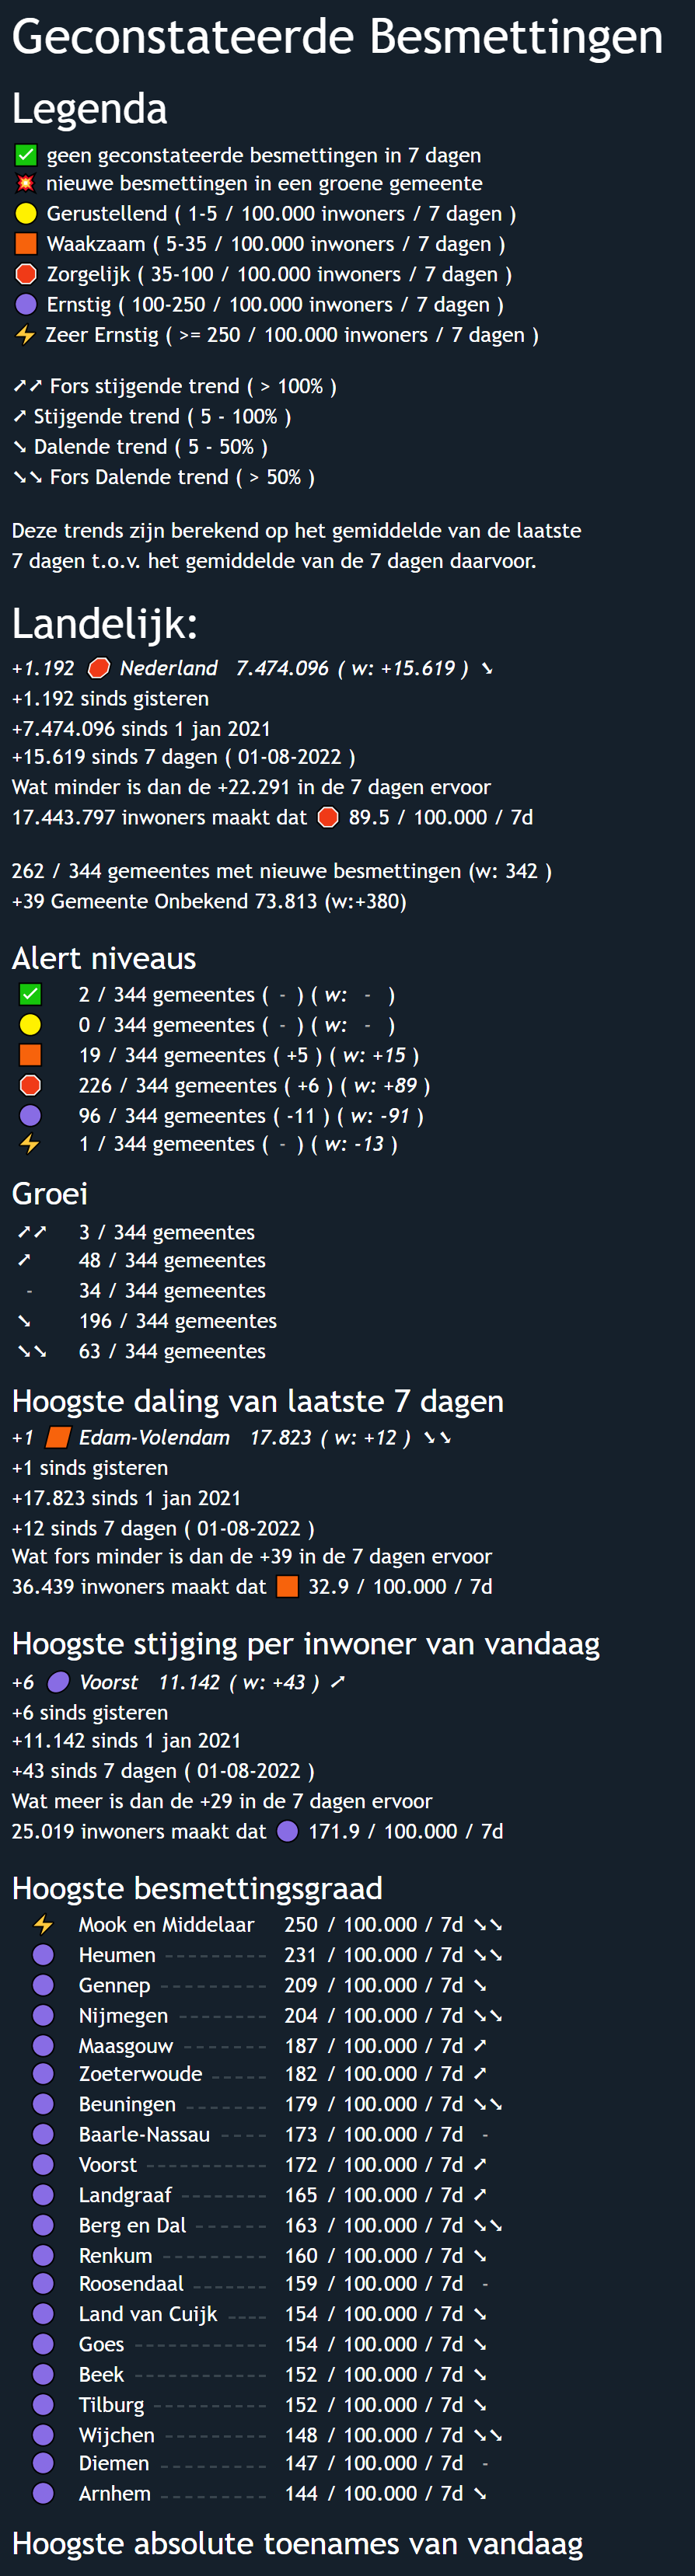 Geconstateerde Besmettingen
Legenda
✅ geen geconstateerde besmettingen in 7 dagen
💥 nieuwe besmettingen in een groene gemeente
🟡 Gerustellend ( 1-5 / 100.000 inwoners / 7 dagen )
🟧 Waakzaam ( 5-35 / 100.000 inwoners / 7 dagen )
🛑 Zorgelijk ( 35-100 / 100.000 inwoners / 7 dagen )
🟣 Ernstig ( 100-250 / 100.000 inwoners / 7 dagen )
⚡ Zeer Ernstig ( >= 250 / 100.000 inwoners / 7 dagen )
➚➚ Fors stijgende trend ( > 100% )
➚ Stijgende trend ( 5 - 100% )
➘ Dalende trend ( 5 - 50% )
➘➘ Fors Dalende trend ( > 50% )
Deze trends zijn berekend op het gemiddelde van de laatste
7 dagen t.o.v. het gemiddelde van de 7 dagen daarvoor.
Landelijk:
+1.192 🛑 Nederland 7.474.096 ( w: +15.619 ) ➘
+1.192 sinds gisteren
+7.474.096 sinds 1 jan 2021
+15.619 sinds 7 dagen ( 01-08-2022 )
Wat minder is dan de +22.291 in de 7 dagen ervoor
17.443.797 inwoners maakt dat 🛑 89.5 / 100.000 / 7d
262 / 344 gemeentes met nieuwe besmettingen (w: 342 )
+39 Gemeente Onbekend 73.813 (w:+380)
Alert niveaus
✅ 2 / 344 gemeentes ( - ) ( w: - )
🟡 0 / 344 gemeentes ( - ) ( w: - )
🟧 19 / 344 gemeentes ( +5 ) ( w: +15 )
🛑 226 / 344 gemeentes ( +6 ) ( w: +89 )
🟣 96 / 344 gemeentes ( -11 ) ( w: -91 )
⚡ 1 / 344 gemeentes ( - ) ( w: -13 )
Groei
➚➚ 3 / 344 gemeentes
➚ 48 / 344 gemeentes
- 34 / 344 gemeentes
➘ 196 / 344 gemeentes
➘➘ 63 / 344 gemeentes
Hoogste daling van laatste 7 dagen
+1 🟧 Edam-Volendam 17.823 ( w: +12 ) ➘➘
+1 sinds gisteren
+17.823 sinds 1 jan 2021
+12 sinds 7 dagen ( 01-08-2022 )
Wat fors minder is dan de +39 in de 7 dagen ervoor
36.439 inwoners maakt dat 🟧 32.9 / 100.000 / 7d
Hoogste stijging per inwoner van vandaag
+6 🟣 Voorst 11.142 ( w: +43 ) ➚
+6 sinds gisteren
+11.142 sinds 1 jan 2021
+43 sinds 7 dagen ( 01-08-2022 )
Wat meer is dan de +29 in de 7 dagen ervoor
25.019 inwoners maakt dat 🟣 171.9 / 100.000 / 7d
Hoogste besmettingsgraad
⚡ Mook en Middelaar 250 / 100.000 / 7d ➘➘
🟣 Heumen --------- 231 / 100.000 / 7d ➘➘
🟣 Gennep --------- 209 / 100.000 / 7d ➘
🟣 Nijmegen -------- 204 / 100.000 / 7d ➘➘
🟣 Maasgouw ------- 187 / 100.000 / 7d ➚
🟣 Zoeterwoude ----- 182 / 100.000 / 7d ➚
🟣 Beuningen ------- 179 / 100.000 / 7d ➘➘
🟣 Baarle-Nassau ---- 173 / 100.000 / 7d -
🟣 Voorst ---------- 172 / 100.000 / 7d ➚
🟣 Landgraaf -------- 165 / 100.000 / 7d ➚
🟣 Berg en Dal ------ 163 / 100.000 / 7d ➘➘
🟣 Renkum --------- 160 / 100.000 / 7d ➘
🟣 Roosendaal ------ 159 / 100.000 / 7d -
🟣 Land van Cuijk ---- 154 / 100.000 / 7d ➘
🟣 Goes ----------- 154 / 100.000 / 7d ➘
🟣 Beek ----------- 152 / 100.000 / 7d ➘
🟣 Tilburg --------- 152 / 100.000 / 7d ➘
🟣 Wijchen --------- 148 / 100.000 / 7d ➘➘
🟣 Diemen --------- 147 / 100.000 / 7d -
🟣 Arnhem --------- 144 / 100.000 / 7d ➘
Hoogste absolute toenames van vandaag